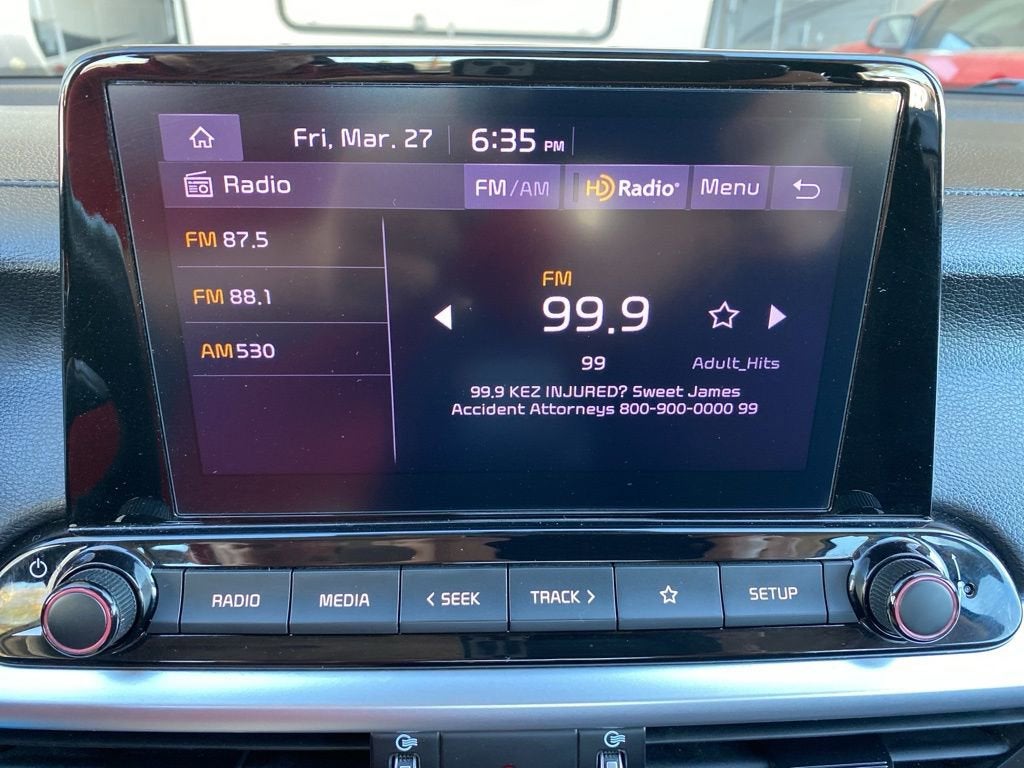 Fri, Mar. 27 6:35 PM
Radio FM/AM HD Radio® Menu
FM 87.5
FM 88.1
AM 530
FM
99.9
99 Adult_Hits
99.9 KEZ INJURED? Sweet James
Accident Attorneys 800-900-0000 99
RADIO MEDIA < SEEK TRACK > SETUP